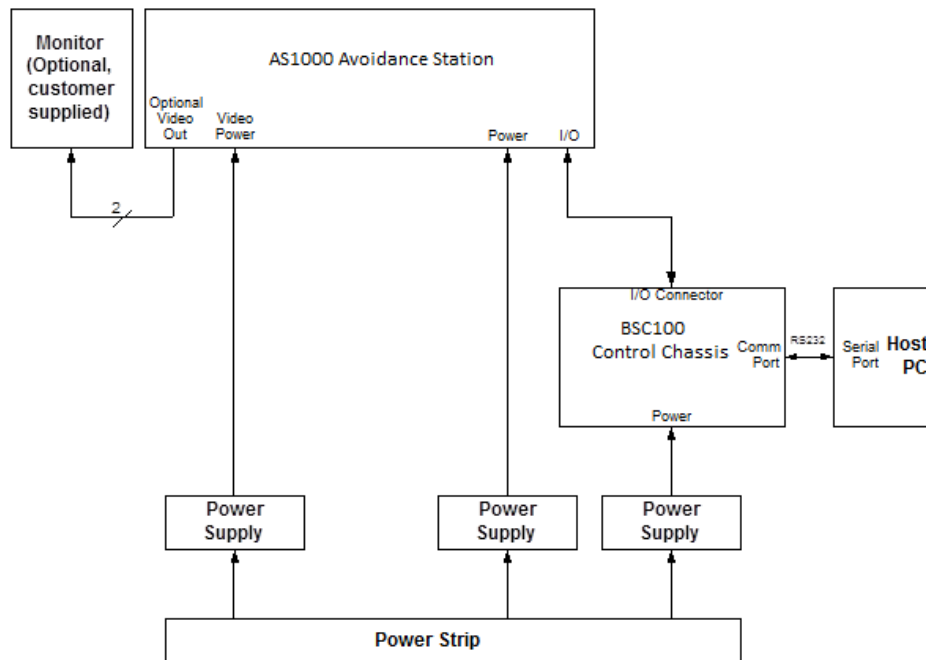 Monitor
(Optional,
customer
supplied)
AS1000 Avoidance Station
Optional
Video
Out
Video
Power
Power
I/O
2
I/O Connector
BSC100
Control Chassis
Comm
Port
Power
RS232
Serial
Port
Host
PC
Power
Supply
Power
Supply
Power
Supply
Power Strip